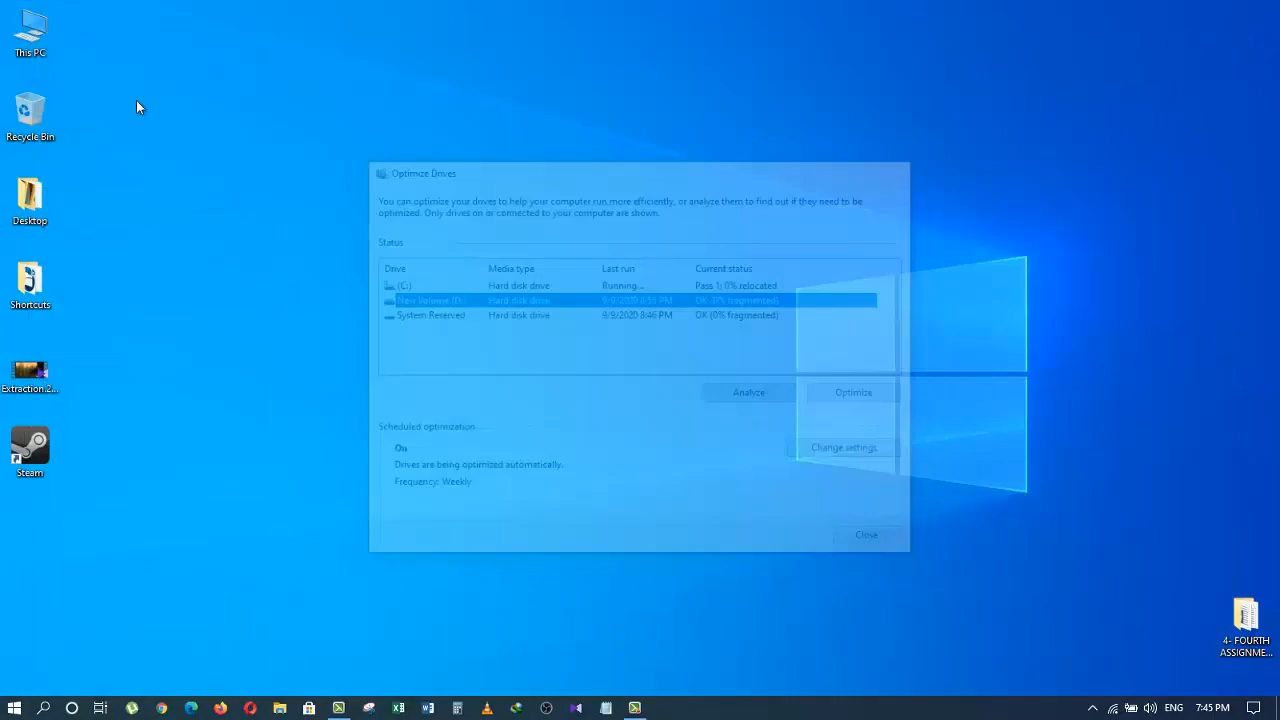 This PC
Recycle Bin
Desktop
Shortcuts
Extraction.2...
Steam
Optimize Drives
You can optimize your drives to help your computer run more efficiently, or analyze them to find out if they need to be
optimized. Only drives on or connected to your computer are shown.
Status
Drive Media type Last run Current status
(C:) Hard disk drive Running... Pass 1: 0% relocated
New Volume (D:) Hard disk drive 9/9/2020 8:55 PM OK (0% fragmented)
System Reserved Hard disk drive 9/9/2020 8:46 PM OK (0% fragmented)
Analyze Optimize
Scheduled optimization
On Change settings
Drives are being optimized automatically.
Frequency: Weekly
Close
4- FOURTH
ASSIGNME...
ENG 7:45 PM